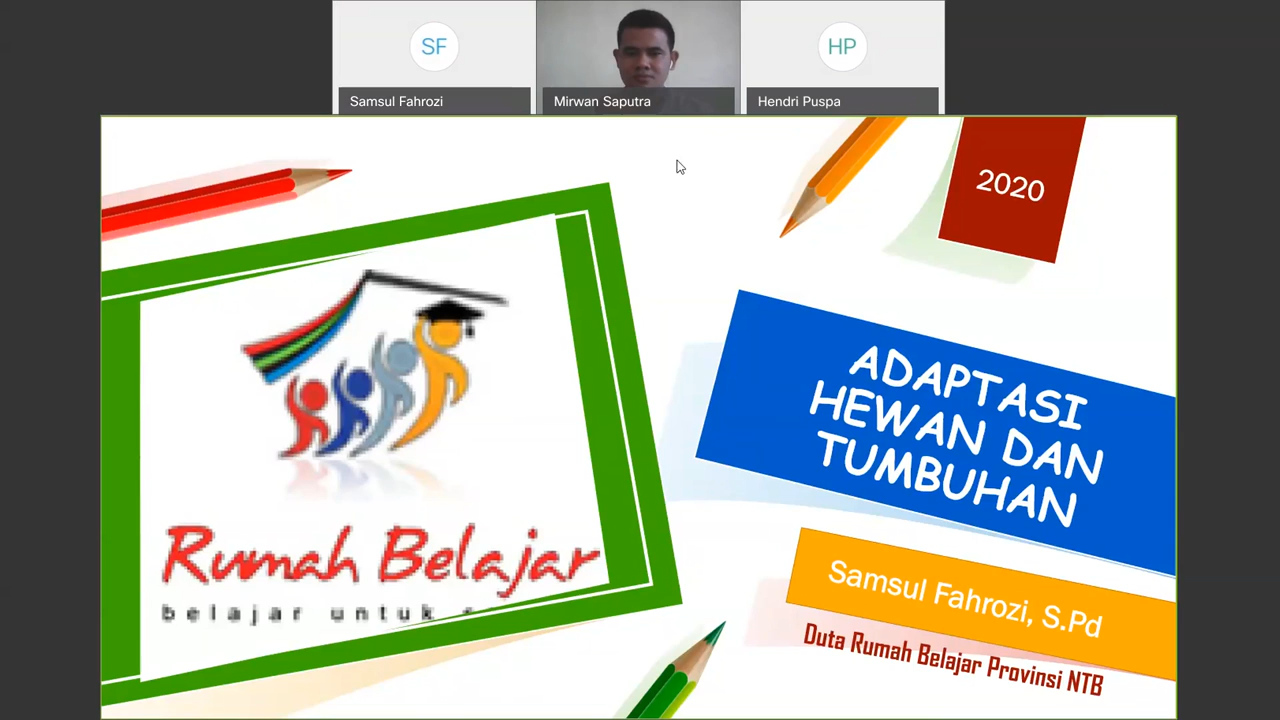 SF
HP
Samsul Fahrozi
Mirwan Saputra
Hendri Puspa
2020
ADAPTASI
HEWAN DAN
TUMBUHAN
Rumah Belajar
belajar untuk
Samsul Fahrozi, S.Pd
Duta Rumah Belajar Provinsi NTB